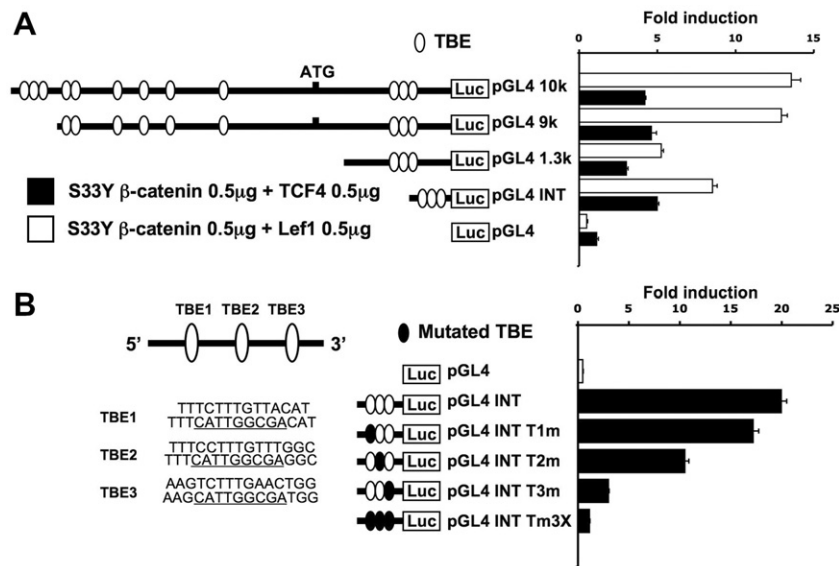 A
TBE
Fold induction
0 5 10 15
ATG
Luc pGL4 10k
Luc pGL4 9k
Luc pGL4 1.3k
Luc pGL4 INT
Luc pGL4
S33Y β-catenin 0.5μg + TCF4 0.5μg
S33Y β-catenin 0.5μg + Lef1 0.5μg
B
TBE1 TBE2 TBE3
5’ 3’
Mutated TBE
Fold induction
0 5 10 15 20 25
TBE1
TTTCTTTGTTACAT
TTTCATTGGCGACAT
TBE2
TTTCCTTTGTTTGGC
TTTCATTGGCGAGGC
TBE3
AAGTCTTTGAACTGG
AAGCATTGGCGATGG
Luc pGL4
Luc pGL4 INT
Luc pGL4 INT T1m
Luc pGL4 INT T2m
Luc pGL4 INT T3m
Luc pGL4 INT Tm3X